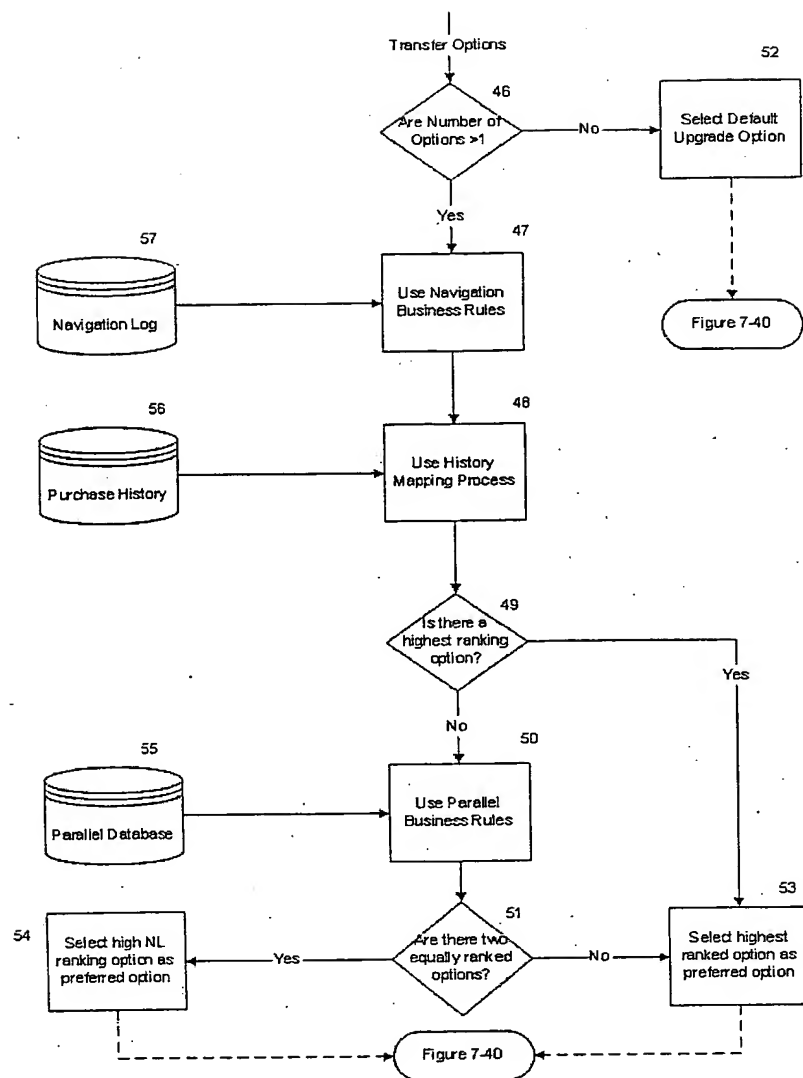 Transfer Options
46
52
Are Number of
Options >1
No
Select Default
Upgrade Option
Yes
57
47
Navigation Log
Use Navigation
Business Rules
Figure 7-40
56
48
Purchase History
Use History
Mapping Process
49
Is there a
highest ranking
option?
Yes
No
55
50
Parallel Database
Use Parallel
Business Rules
54
51
53
Select high NL
ranking option as
preferred option
Yes
Are there two
equally ranked
options?
No
Select highest
ranked option as
preferred option
Figure 7-40